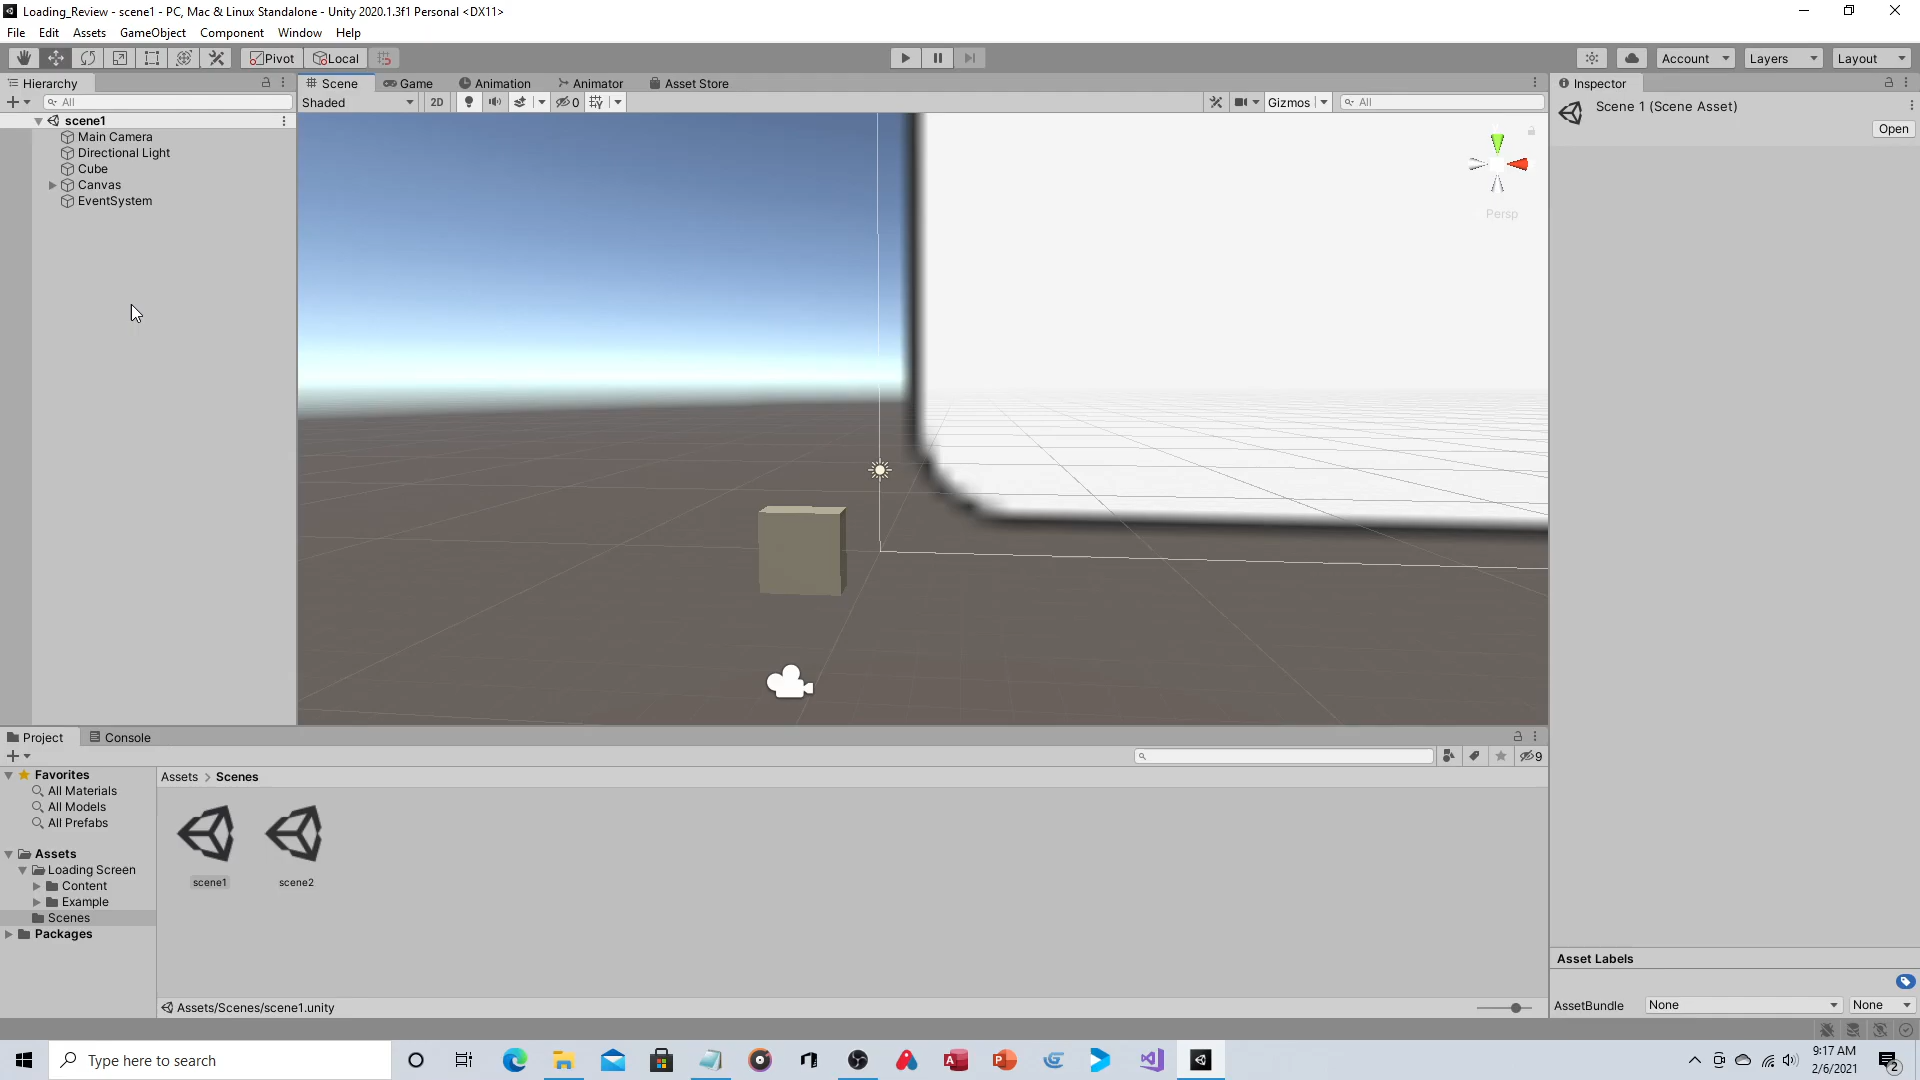 Loading_Review - scene1 - PC, Mac & Linux Standalone - Unity 2020.1.3f1 Personal <DX11>
File Edit Assets GameObject Component Window Help
Pivot Local Account Layers Layout
Hierarchy Scene Game Animation Animator Asset Store Inspector
All Shaded 2D 0 Gizmos All
Scene 1 (Scene Asset)
Open
scene1
Main Camera
Directional Light
Cube
Canvas
EventSystem
Persp
Project Console
9
Favorites
All Materials
All Models
All Prefabs
Assets
Loading Screen
Content
Example
Scenes
Packages
Assets > Scenes
scene1 scene2
Assets/Scenes/scene1.unity
Asset Labels
AssetBundle None None
Type here to search
9:17 AM
2/6/2021
2